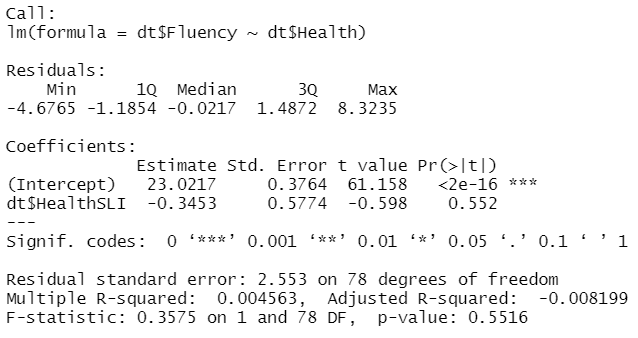 Call:
lm(formula = dt$Fluency ~ dt$Health)
Residuals:
Min 1Q Median 3Q Max
-4.6765 -1.1854 -0.0217 1.4872 8.3235
Coefficients:
Estimate Std. Error t value Pr(>|t|)
(Intercept) 23.0217 0.3764 61.158 <2e-16 ***
dt$HealthSLI -0.3453 0.5774 -0.598 0.552
---
Signif. codes: 0 ‘***’ 0.001 ‘**’ 0.01 ‘*’ 0.05 ‘.’ 0.1 ‘ ’ 1
Residual standard error: 2.553 on 78 degrees of freedom
Multiple R-squared: 0.004563, Adjusted R-squared: -0.008199
F-statistic: 0.3575 on 1 and 78 DF, p-value: 0.5516